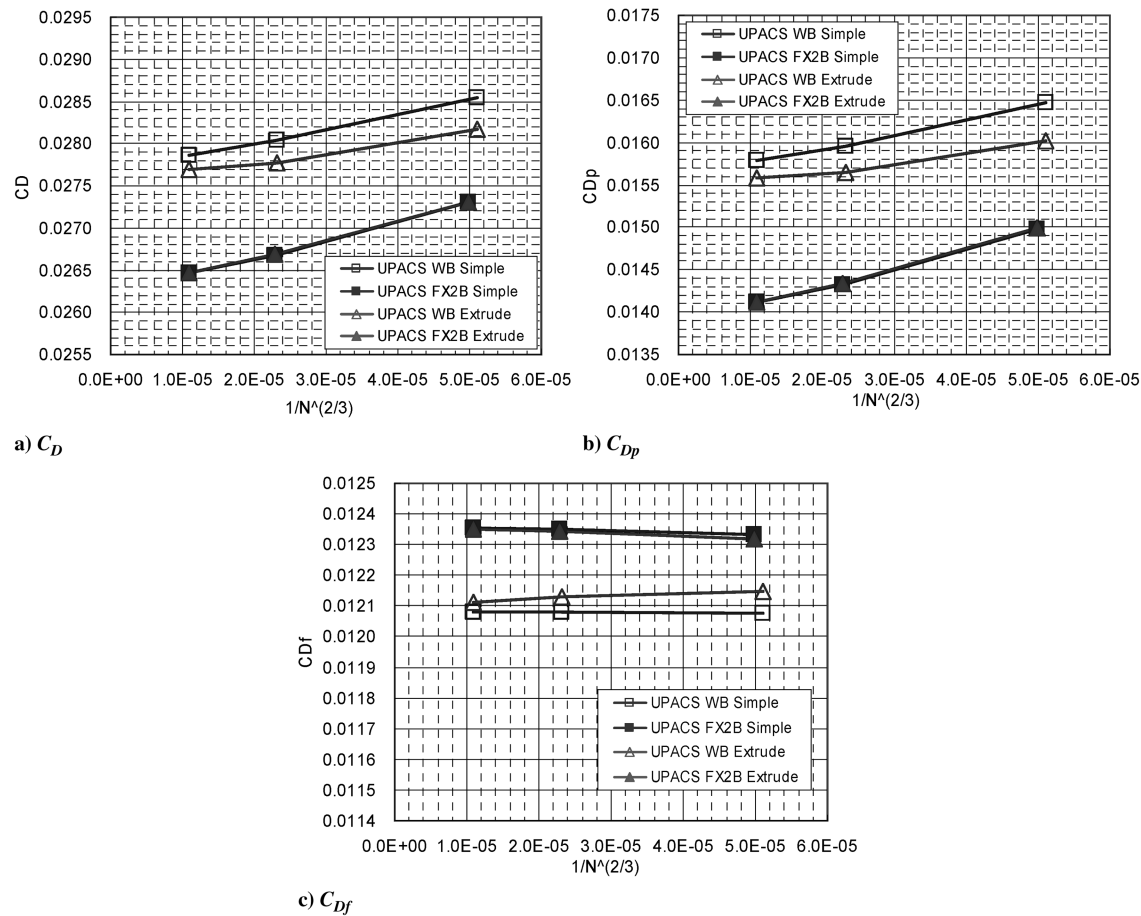 0.0295
0.0290
0.0285
0.0280
0.0275
0.0270
0.0265
0.0260
0.0255
CD
UPACS WB Simple
UPACS FX2B Simple
UPACS WB Extrude
UPACS FX2B Extrude
0.0E+00 1.0E-05 2.0E-05 3.0E-05 4.0E-05 5.0E-05 6.0E-05
1/N^(2/3)
a) C_D
0.0175
0.0170
0.0165
0.0160
0.0155
0.0150
0.0145
0.0140
0.0135
CDp
UPACS WB Simple
UPACS FX2B Simple
UPACS WB Extrude
UPACS FX2B Extrude
0.0E+00 1.0E-05 2.0E-05 3.0E-05 4.0E-05 5.0E-05 6.0E-05
1/N^(2/3)
b) C_{Dp}
0.0125
0.0124
0.0123
0.0122
0.0121
0.0120
0.0119
0.0118
0.0117
0.0116
0.0115
0.0114
CDf
UPACS WB Simple
UPACS FX2B Simple
UPACS WB Extrude
UPACS FX2B Extrude
0.0E+00 1.0E-05 2.0E-05 3.0E-05 4.0E-05 5.0E-05 6.0E-05
1/N^(2/3)
c) C_{Df}